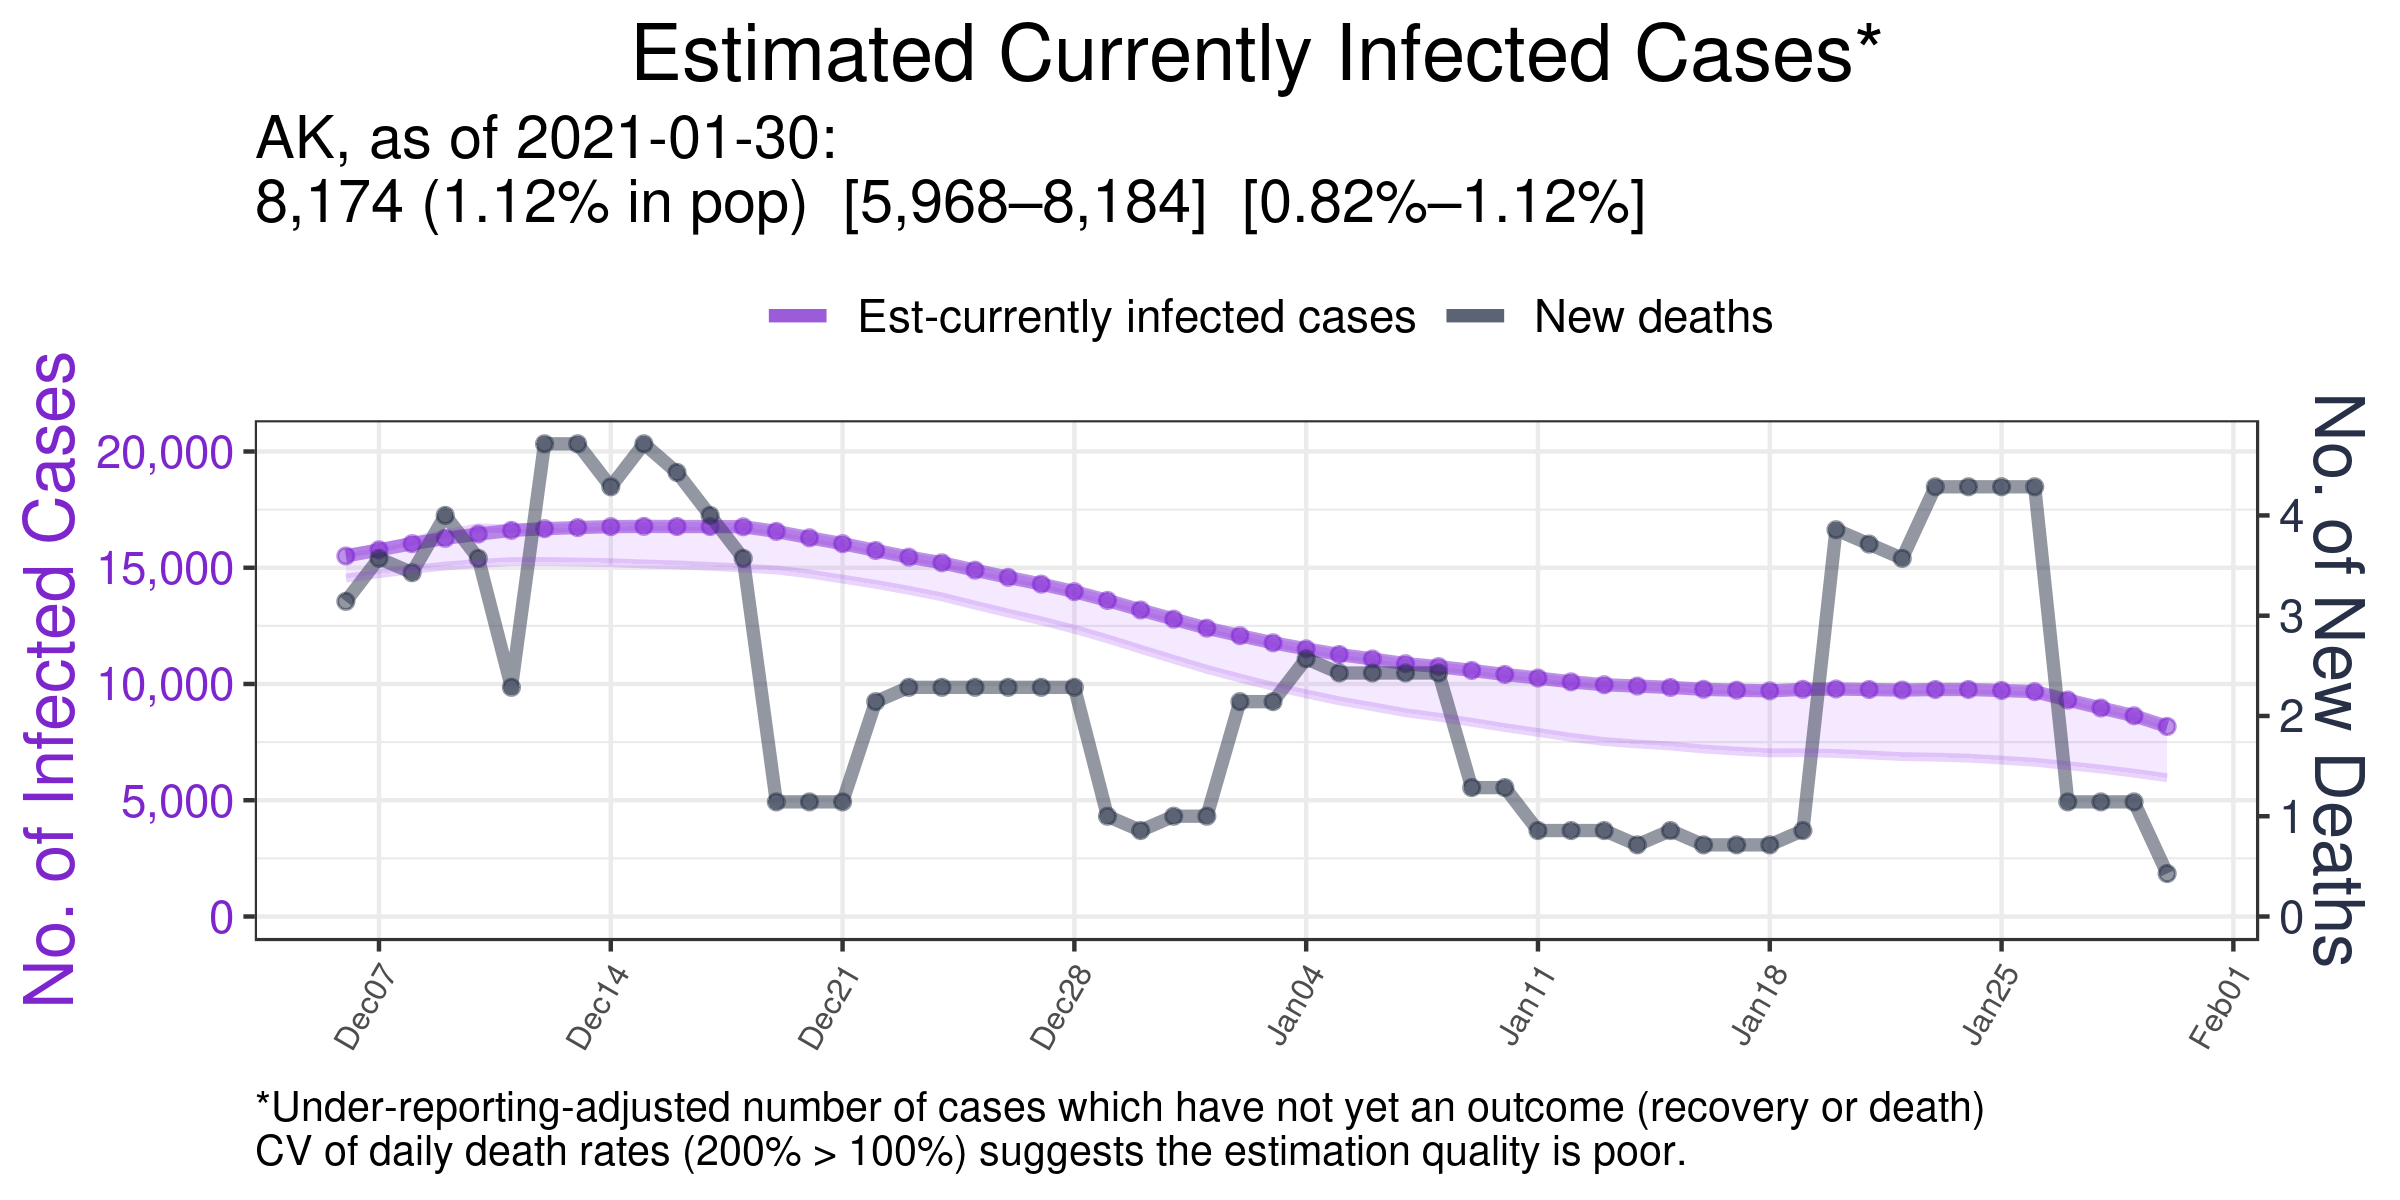 Estimated Currently Infected Cases*
AK, as of 2021-01-30:
8,174 (1.12% in pop)  [5,968–8,184]  [0.82%–1.12%]
Est-currently infected cases
New deaths
No. of Infected Cases
20,000
15,000
10,000
5,000
0
No. of New Deaths
4
3
2
1
0
Dec07
Dec14
Dec21
Dec28
Jan04
Jan11
Jan18
Jan25
Feb01
*Under-reporting-adjusted number of cases which have not yet an outcome (recovery or death)
CV of daily death rates (200% > 100%) suggests the estimation quality is poor.